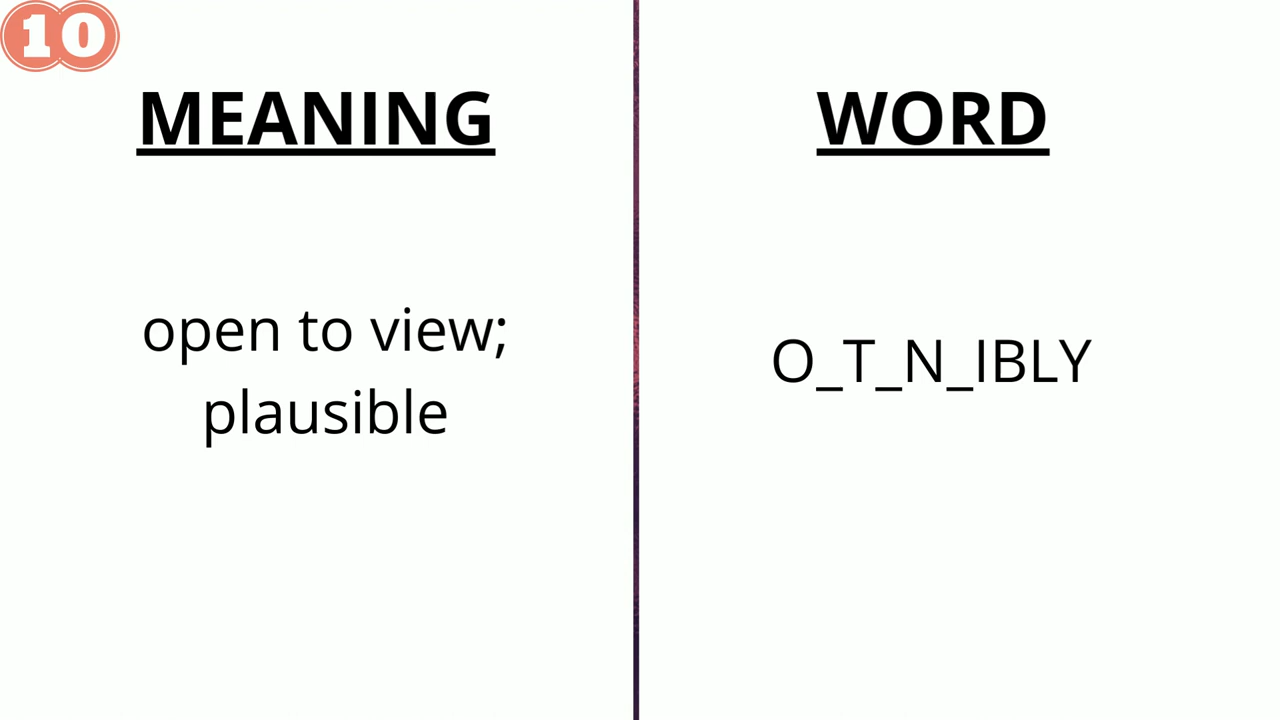 10
MEANING
WORD
open to view;
plausible
O_T_N_IBLY